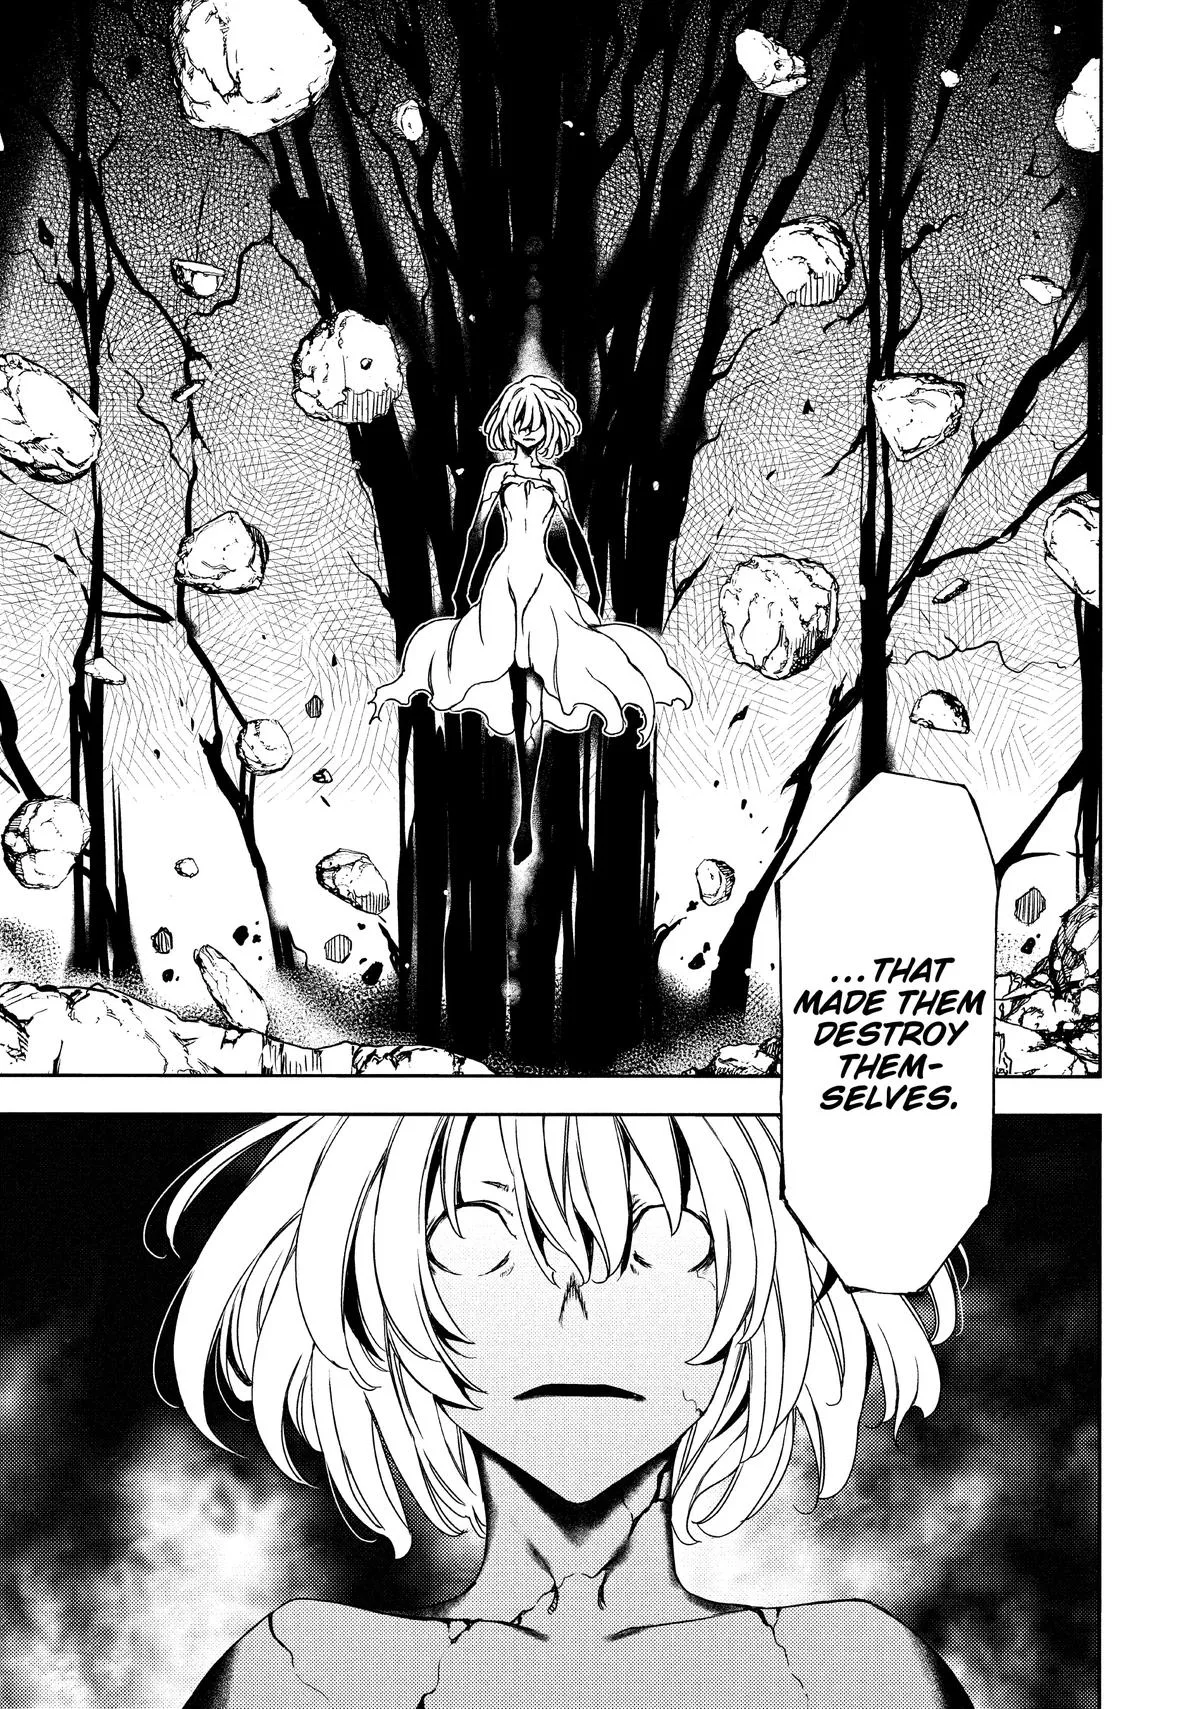 ...THAT
MADE THEM
DESTROY
THEM-
SELVES.